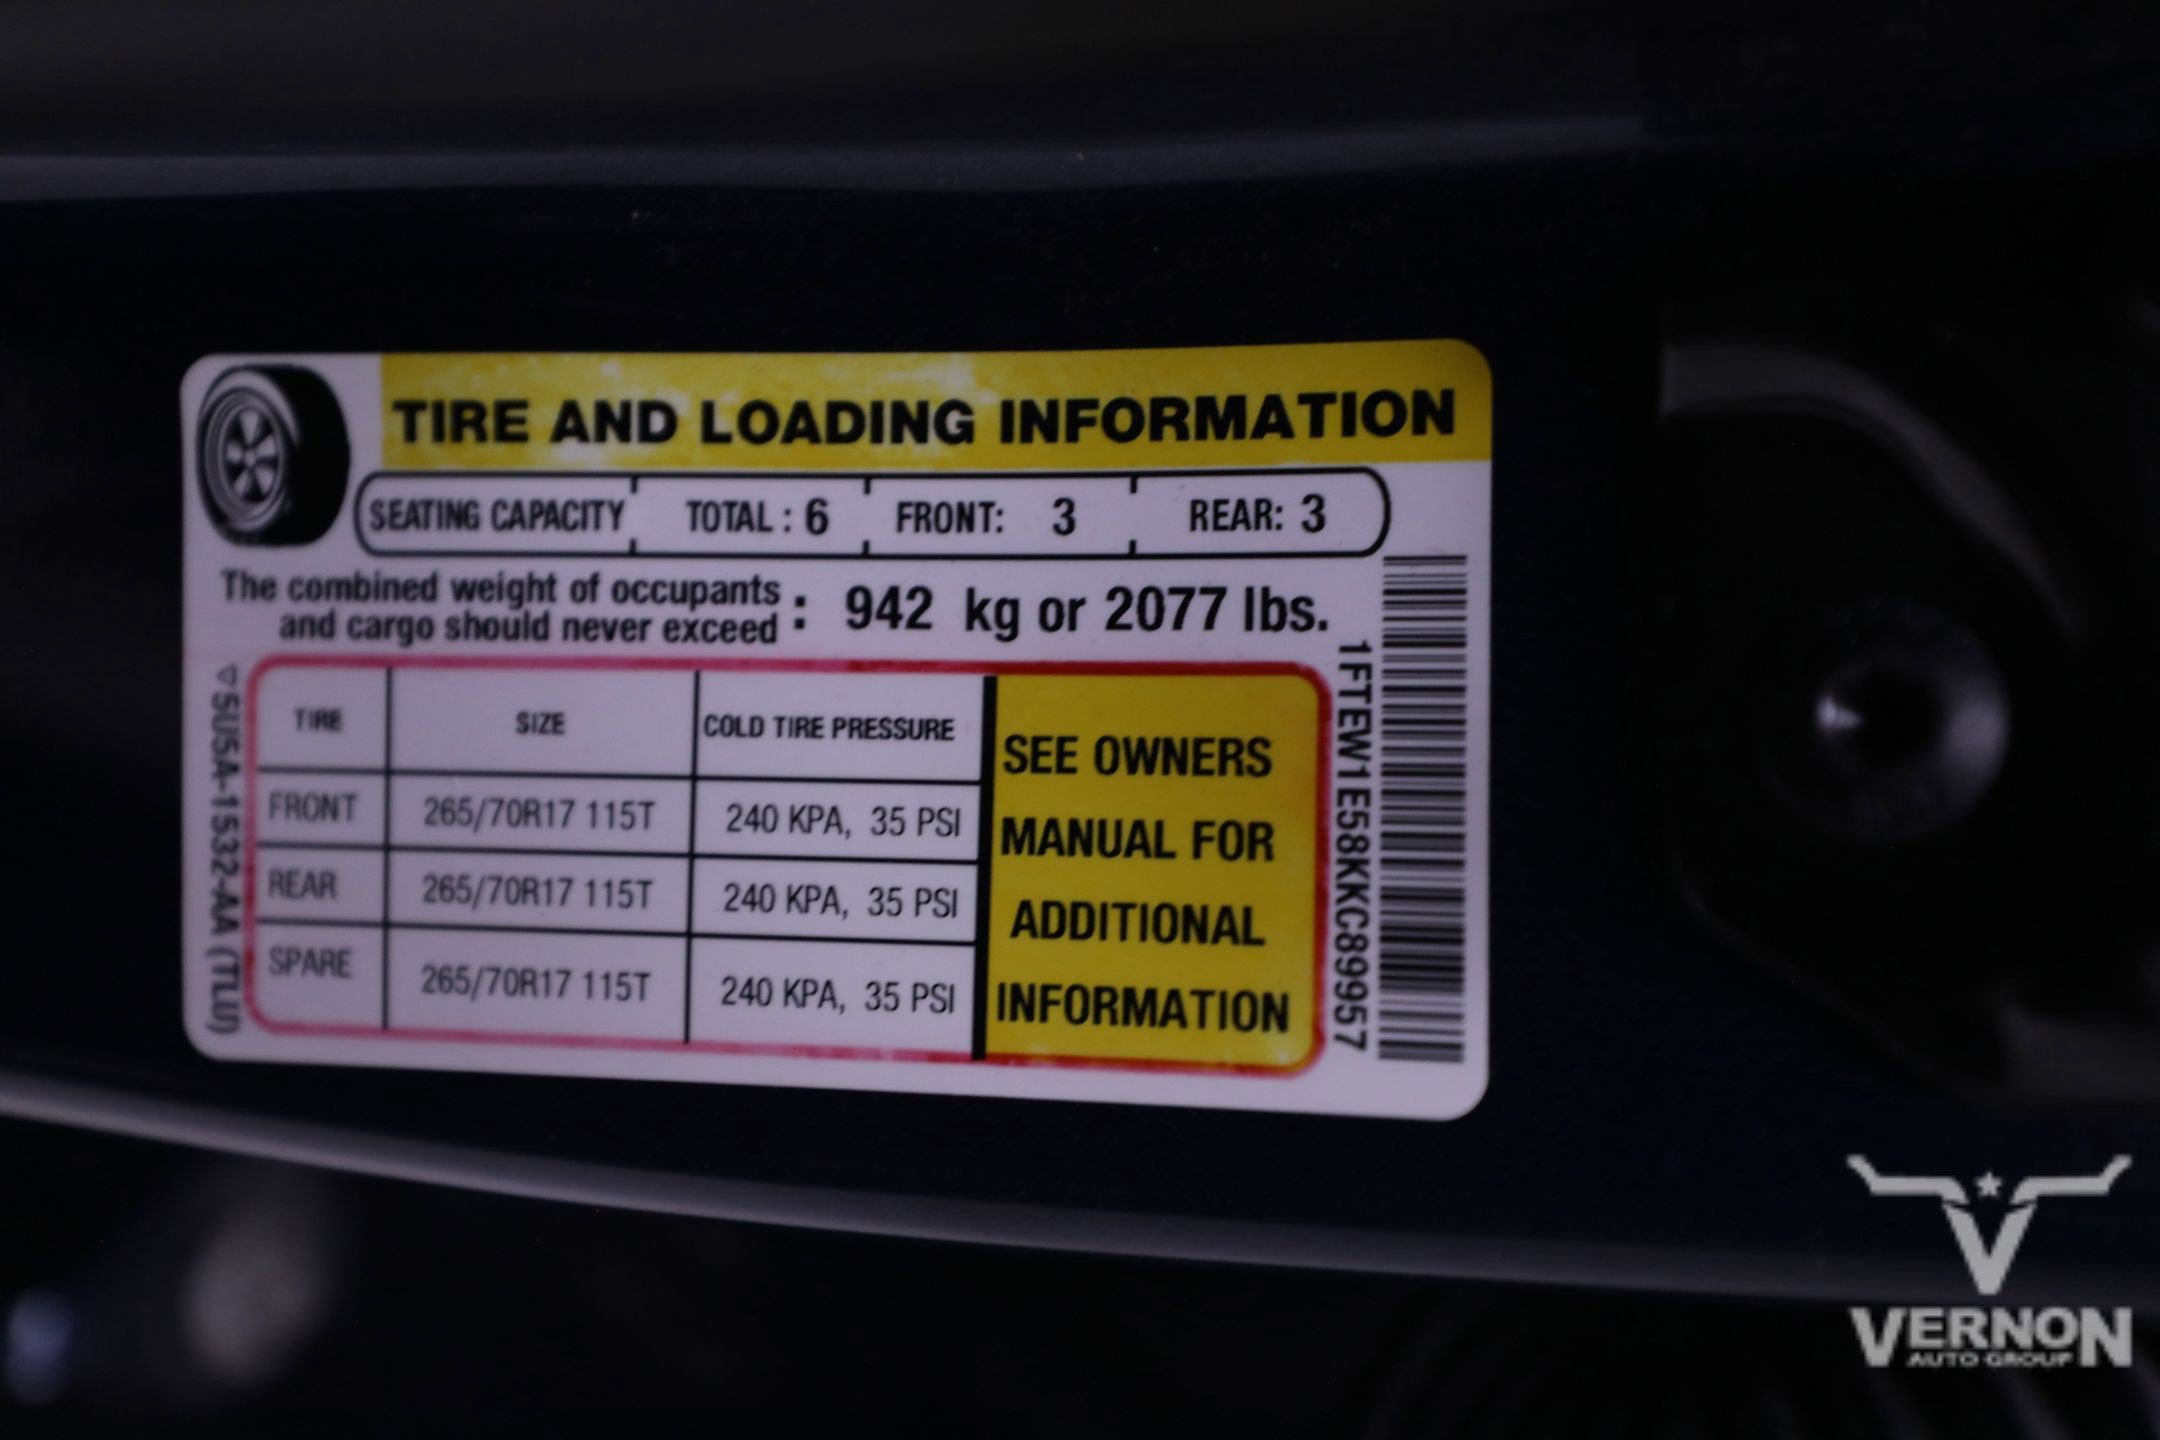 TIRE AND LOADING INFORMATION
SEATING CAPACITY TOTAL : 6 FRONT: 3 REAR: 3
The combined weight of occupants
and cargo should never exceed : 942 kg or 2077 lbs.
TIRE SIZE COLD TIRE PRESSURE
FRONT 265/70R17 115T 240 KPA, 35 PSI
REAR 265/70R17 115T 240 KPA, 35 PSI
SPARE 265/70R17 115T 240 KPA, 35 PSI
SEE OWNERS
MANUAL FOR
ADDITIONAL
INFORMATION
5USA-1532-AA (TLU)
1FTEW1E58KKC89957
VERNON
AUTO GROUP